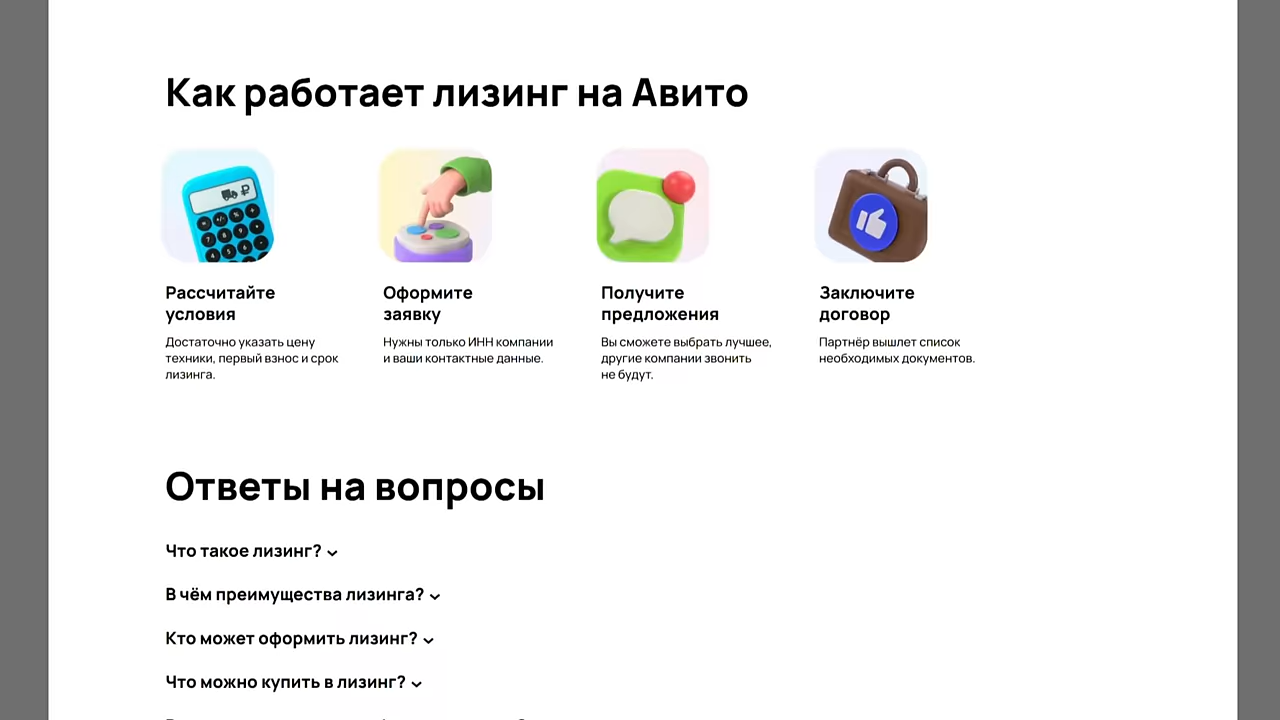 Как работает лизинг на Авито
Рассчитайте
условия
Достаточно указать цену
техники, первый взнос и срок
лизинга.
Оформите
заявку
Нужны только ИНН компании
и ваши контактные данные.
Получите
предложения
Вы сможете выбрать лучшее,
другие компании звонить
не будут.
Заключите
договор
Партнёр вышлет список
необходимых документов.
Ответы на вопросы
Что такое лизинг?
В чём преимущества лизинга?
Кто может оформить лизинг?
Что можно купить в лизинг?